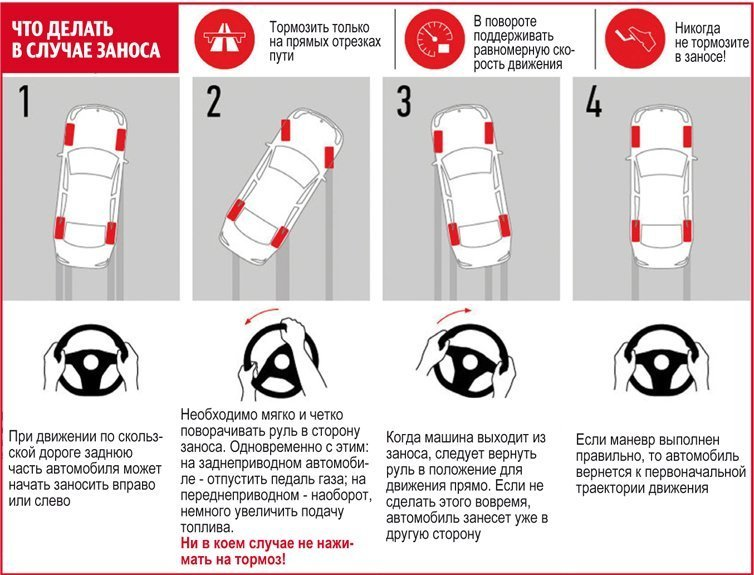 ЧТО ДЕЛАТЬ
В СЛУЧАЕ ЗАНОСА
Тормозить только
на прямых отрезках
пути
В повороте
поддерживать
равномерную ско-
рость движения
Никогда
не тормозите
в заносе!
1
2
3
4
При движении по скольз-
ской дороге заднюю
часть автомобиля может
начать заносить вправо
или слево
Необходимо мягко и четко
поворачивать руль в сторону
заноса. Одновременно с этим:
на заднеприводном автомоби-
ле - отпустить педаль газа; на
переднеприводном - наоборот,
немного увеличить подачу
топлива.
Ни в коем случае не нажи-
мать на тормоз!
Когда машина выходит из
заноса, следует вернуть
руль в положение для
движения прямо. Если не
сделать этого вовремя,
автомобиль занесет уже в
другую сторону
Если маневр выполнен
правильно, то автомобиль
вернется к первоначальной
траектории движения